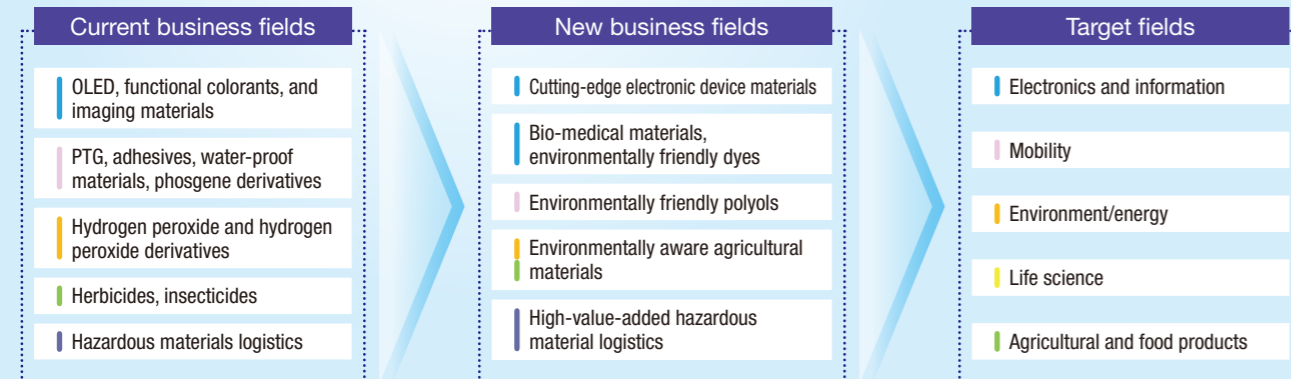 Current business fields
OLED, functional colorants, and
imaging materials
PTG, adhesives, water-proof
materials, phosgene derivatives
Hydrogen peroxide and hydrogen
peroxide derivatives
Herbicides, insecticides
Hazardous materials logistics
New business fields
Cutting-edge electronic device materials
Bio-medical materials,
environmentally friendly dyes
Environmentally friendly polyols
Environmentally aware agricultural
materials
High-value-added hazardous
material logistics
Target fields
Electronics and information
Mobility
Environment/energy
Life science
Agricultural and food products